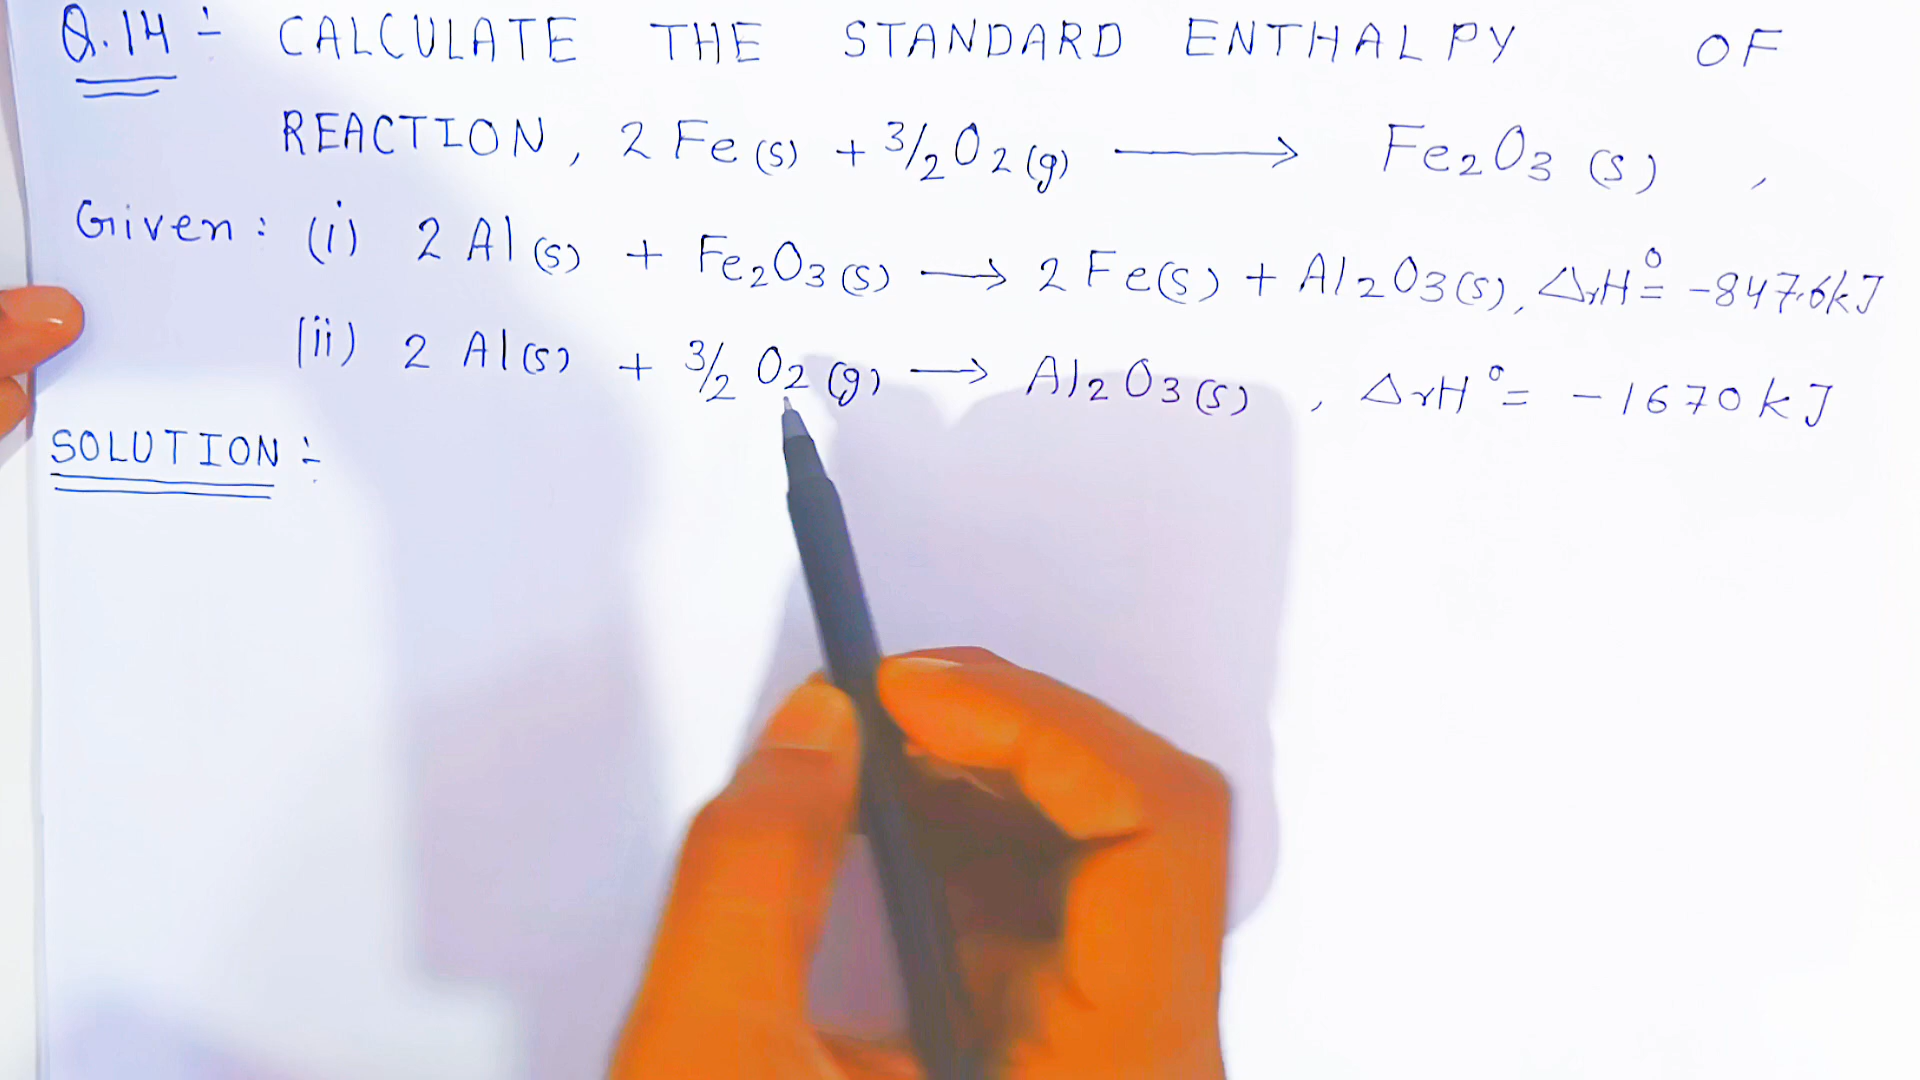 Q.14 :- CALCULATE THE STANDARD ENTHALPY OF
REACTION, 2 Fe (s) + 3/2 O2 (g) ⟶ Fe2O3 (s) ,
Given: (i) 2 Al (s) + Fe2O3 (s) ⟶ 2 Fe(s) + Al2O3(s), ΔrH° = -847.6kJ
(ii) 2 Al(s) + 3/2 O2 (g) ⟶ Al2O3(s) , ΔrH° = -1670 kJ
SOLUTION :-